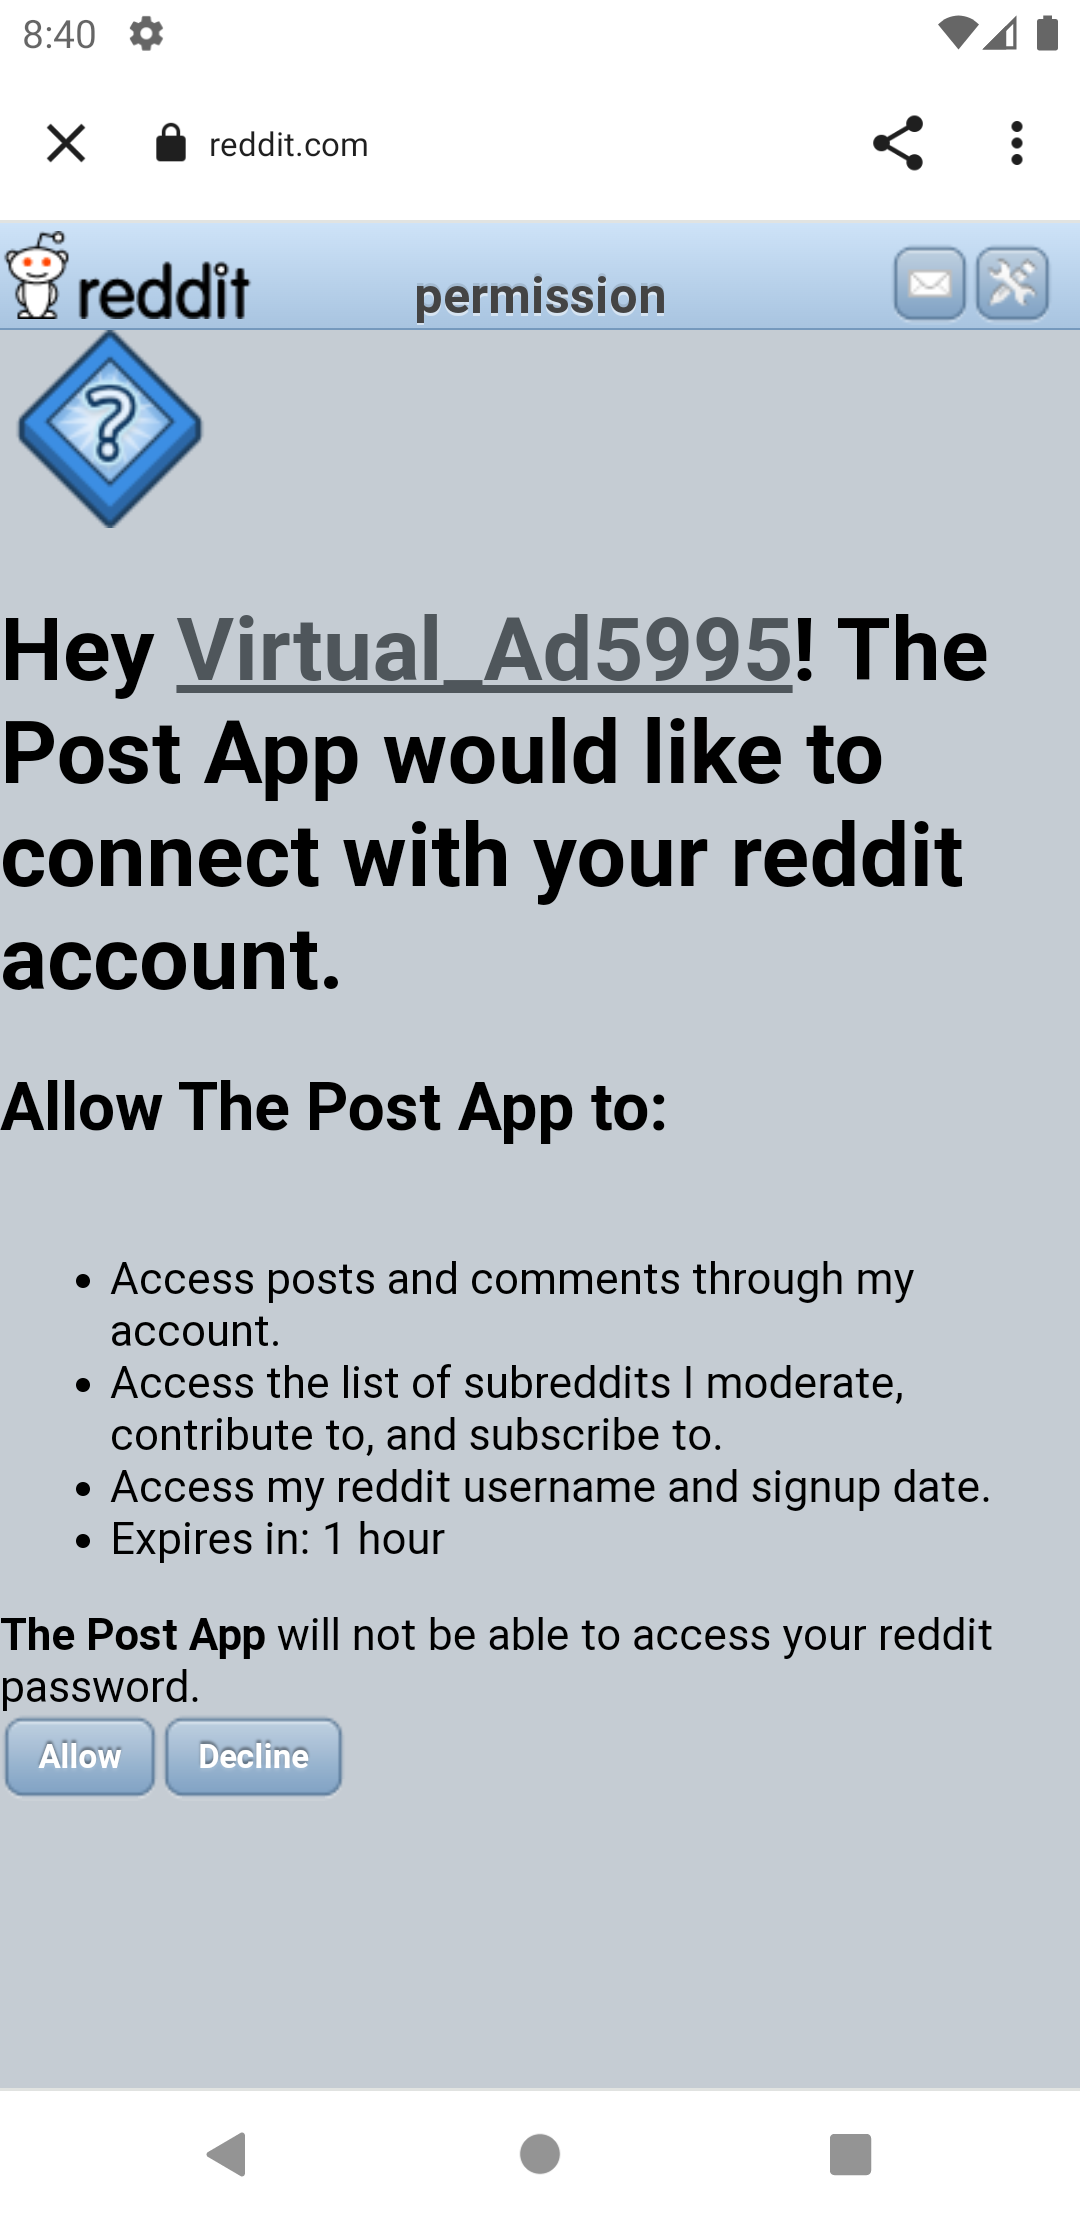 8:40
reddit.com
reddit
permission
?
Hey Virtual_Ad5995! The
Post App would like to
connect with your reddit
account.
Allow The Post App to:
• Access posts and comments through my
account.
• Access the list of subreddits I moderate,
contribute to, and subscribe to.
• Access my reddit username and signup date.
• Expires in: 1 hour
The Post App will not be able to access your reddit
password.
Allow
Decline